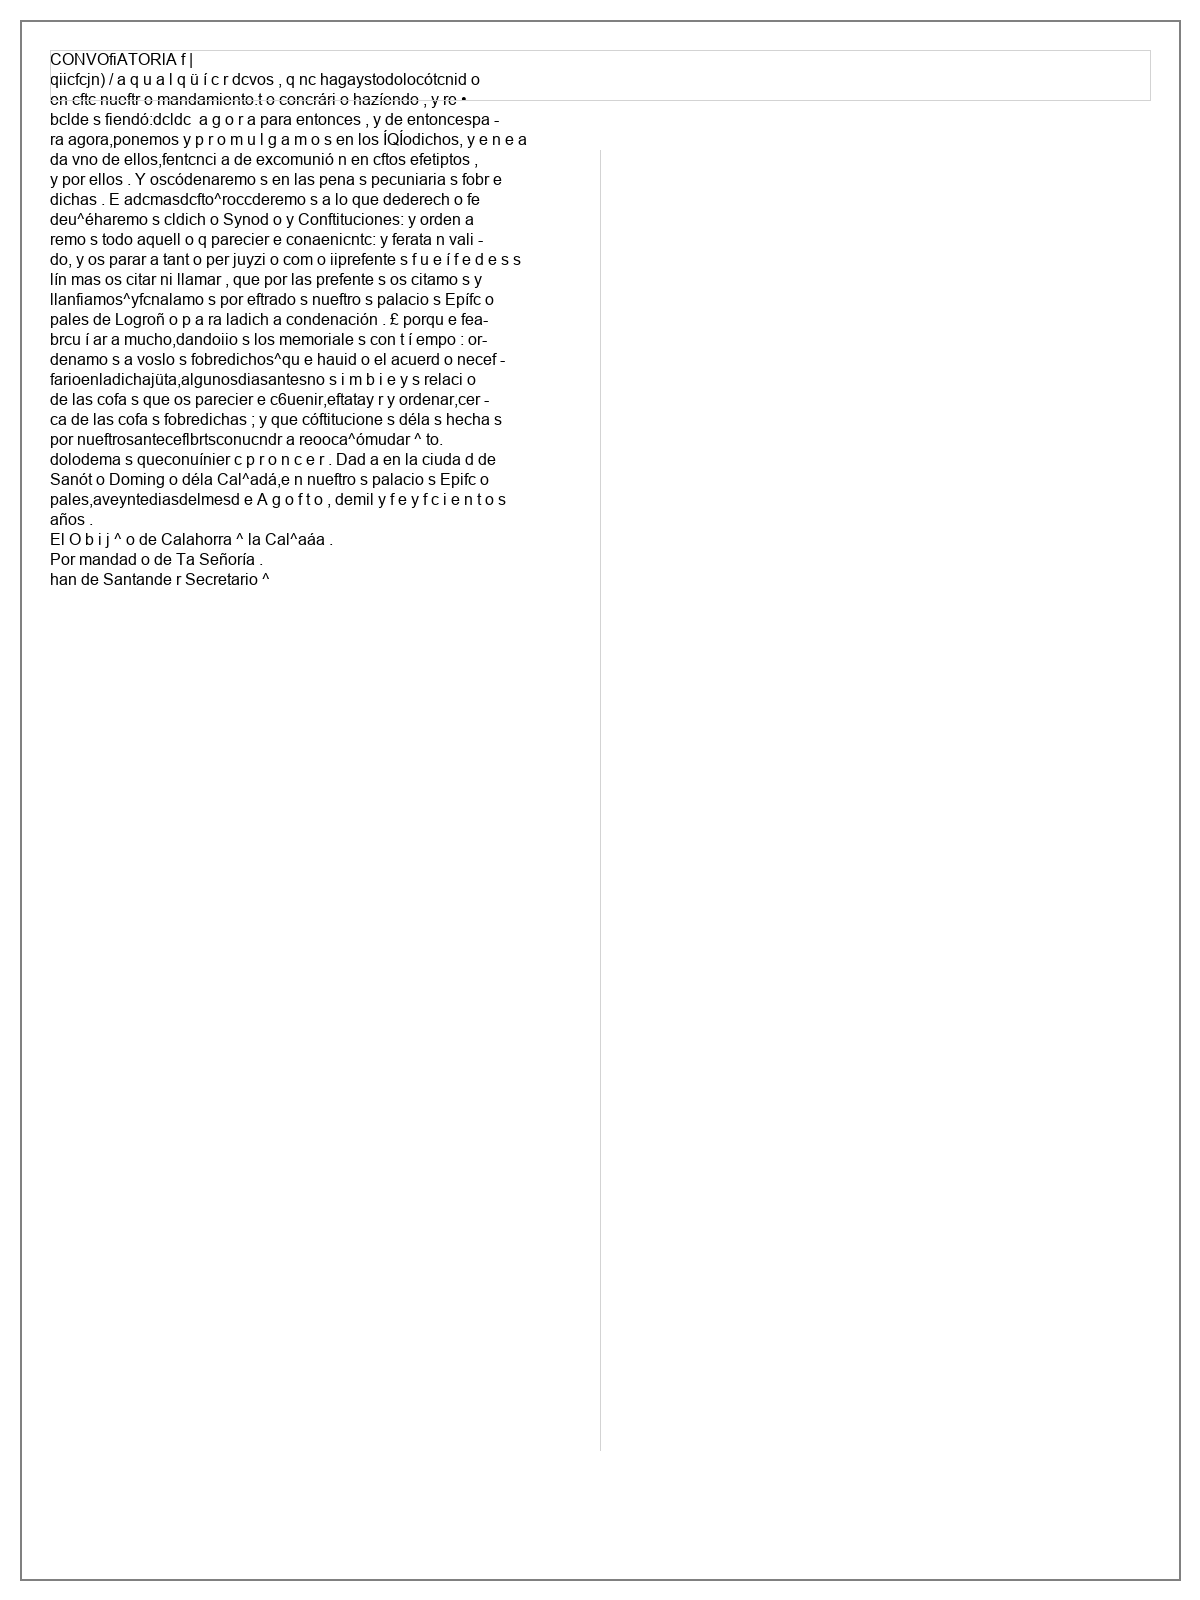 CONVOfiATORIA f |
qiicfcjn) / a q u a l q ü í c r dcvos , q nc hagaystodolocótcnid o
en cftc nueftr o mandamiento.t o concrári o hazíendo , y re •
bclde s fiendó:dcldc a g o r a para entonces , y de entoncespa -
ra agora,ponemos y p r o m u l g a m o s en los ÍQÍodichos, y e n e a
da vno de ellos,fentcnci a de excomunió n en cftos efetiptos ,
y por ellos . Y oscódenaremo s en las pena s pecuniaria s fobr e
dichas . E adcmasdcfto^roccderemo s a lo que dederech o fe
deu^éharemo s cldich o Synod o y Conftituciones: y orden a
remo s todo aquell o q parecier e conaenicntc: y ferata n vali -
do, y os parar a tant o per juyzi o com o iiprefente s f u e í f e d e s s
lín mas os citar ni llamar , que por las prefente s os citamo s y
llanfiamos^yfcnalamo s por eftrado s nueftro s palacio s Epífc o
pales de Logroñ o p a ra ladich a condenación . £ porqu e fea-
brcu í ar a mucho,dandoiio s los memoriale s con t í empo : or-
denamo s a voslo s fobredichos^qu e hauid o el acuerd o necef -
farioenladichajüta,algunosdiasantesno s i m b i e y s relaci o
de las cofa s que os parecier e c6uenir,eftatay r y ordenar,cer -
ca de las cofa s fobredichas ; y que cóftitucione s déla s hecha s
por nueftrosanteceflbrtsconucndr a reooca^ómudar ^ to.
dolodema s queconuínier c p r o n c e r . Dad a en la ciuda d de
Sanót o Doming o déla Cal^adá,e n nueftro s palacio s Epifc o
pales,aveyntediasdelmesd e A g o f t o , demil y f e y f c i e n t o s
años .
El O b i j ^ o de Calahorra ^ la Cal^aáa .
Por mandad o de Ta Señoría .
han de Santande r Secretario ^